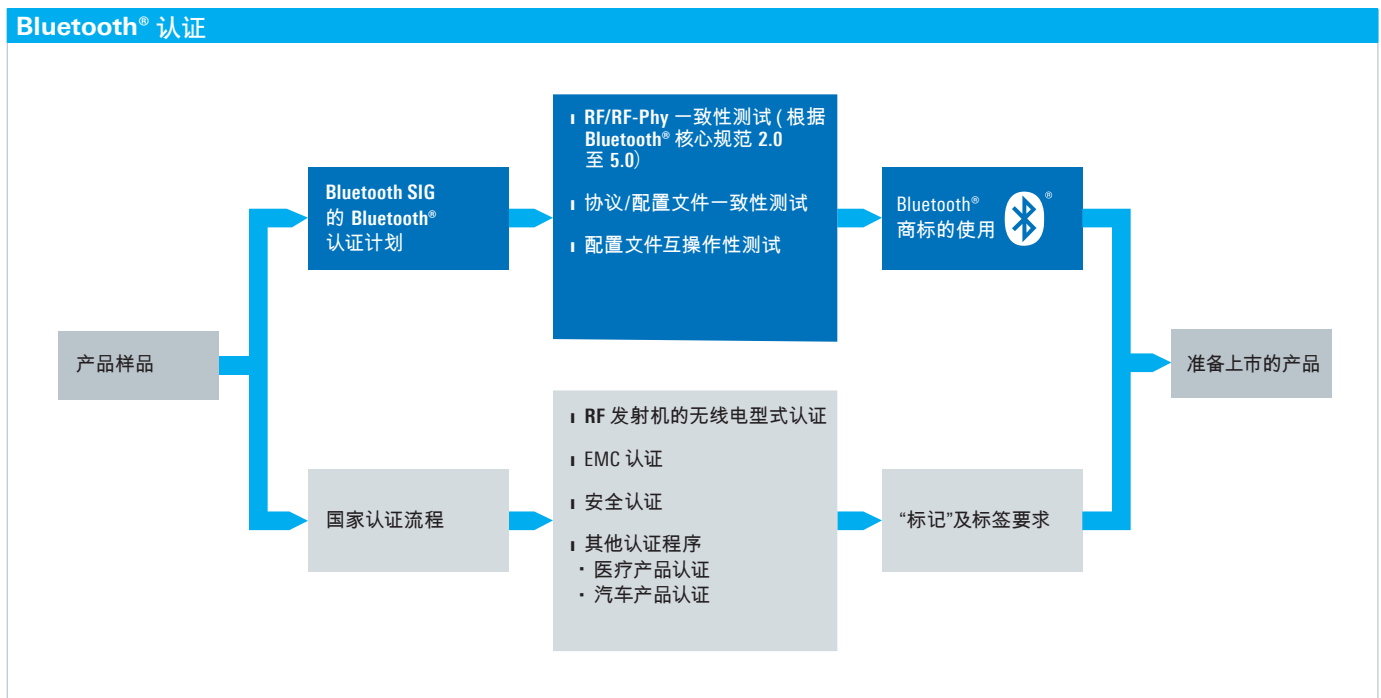 Bluetooth® 认证
RF/RF-Phy 一致性测试 ( 根据
Bluetooth® 核心规范 2.0
至 5.0)
协议/配置文件一致性测试
配置文件互操作性测试
Bluetooth SIG
的 Bluetooth®
认证计划
Bluetooth®
商标的使用 ®
产品样品
准备上市的产品
RF 发射机的无线电型式认证
EMC 认证
安全认证
其他认证程序
· 医疗产品认证
· 汽车产品认证
国家认证流程
“标记”及标签要求